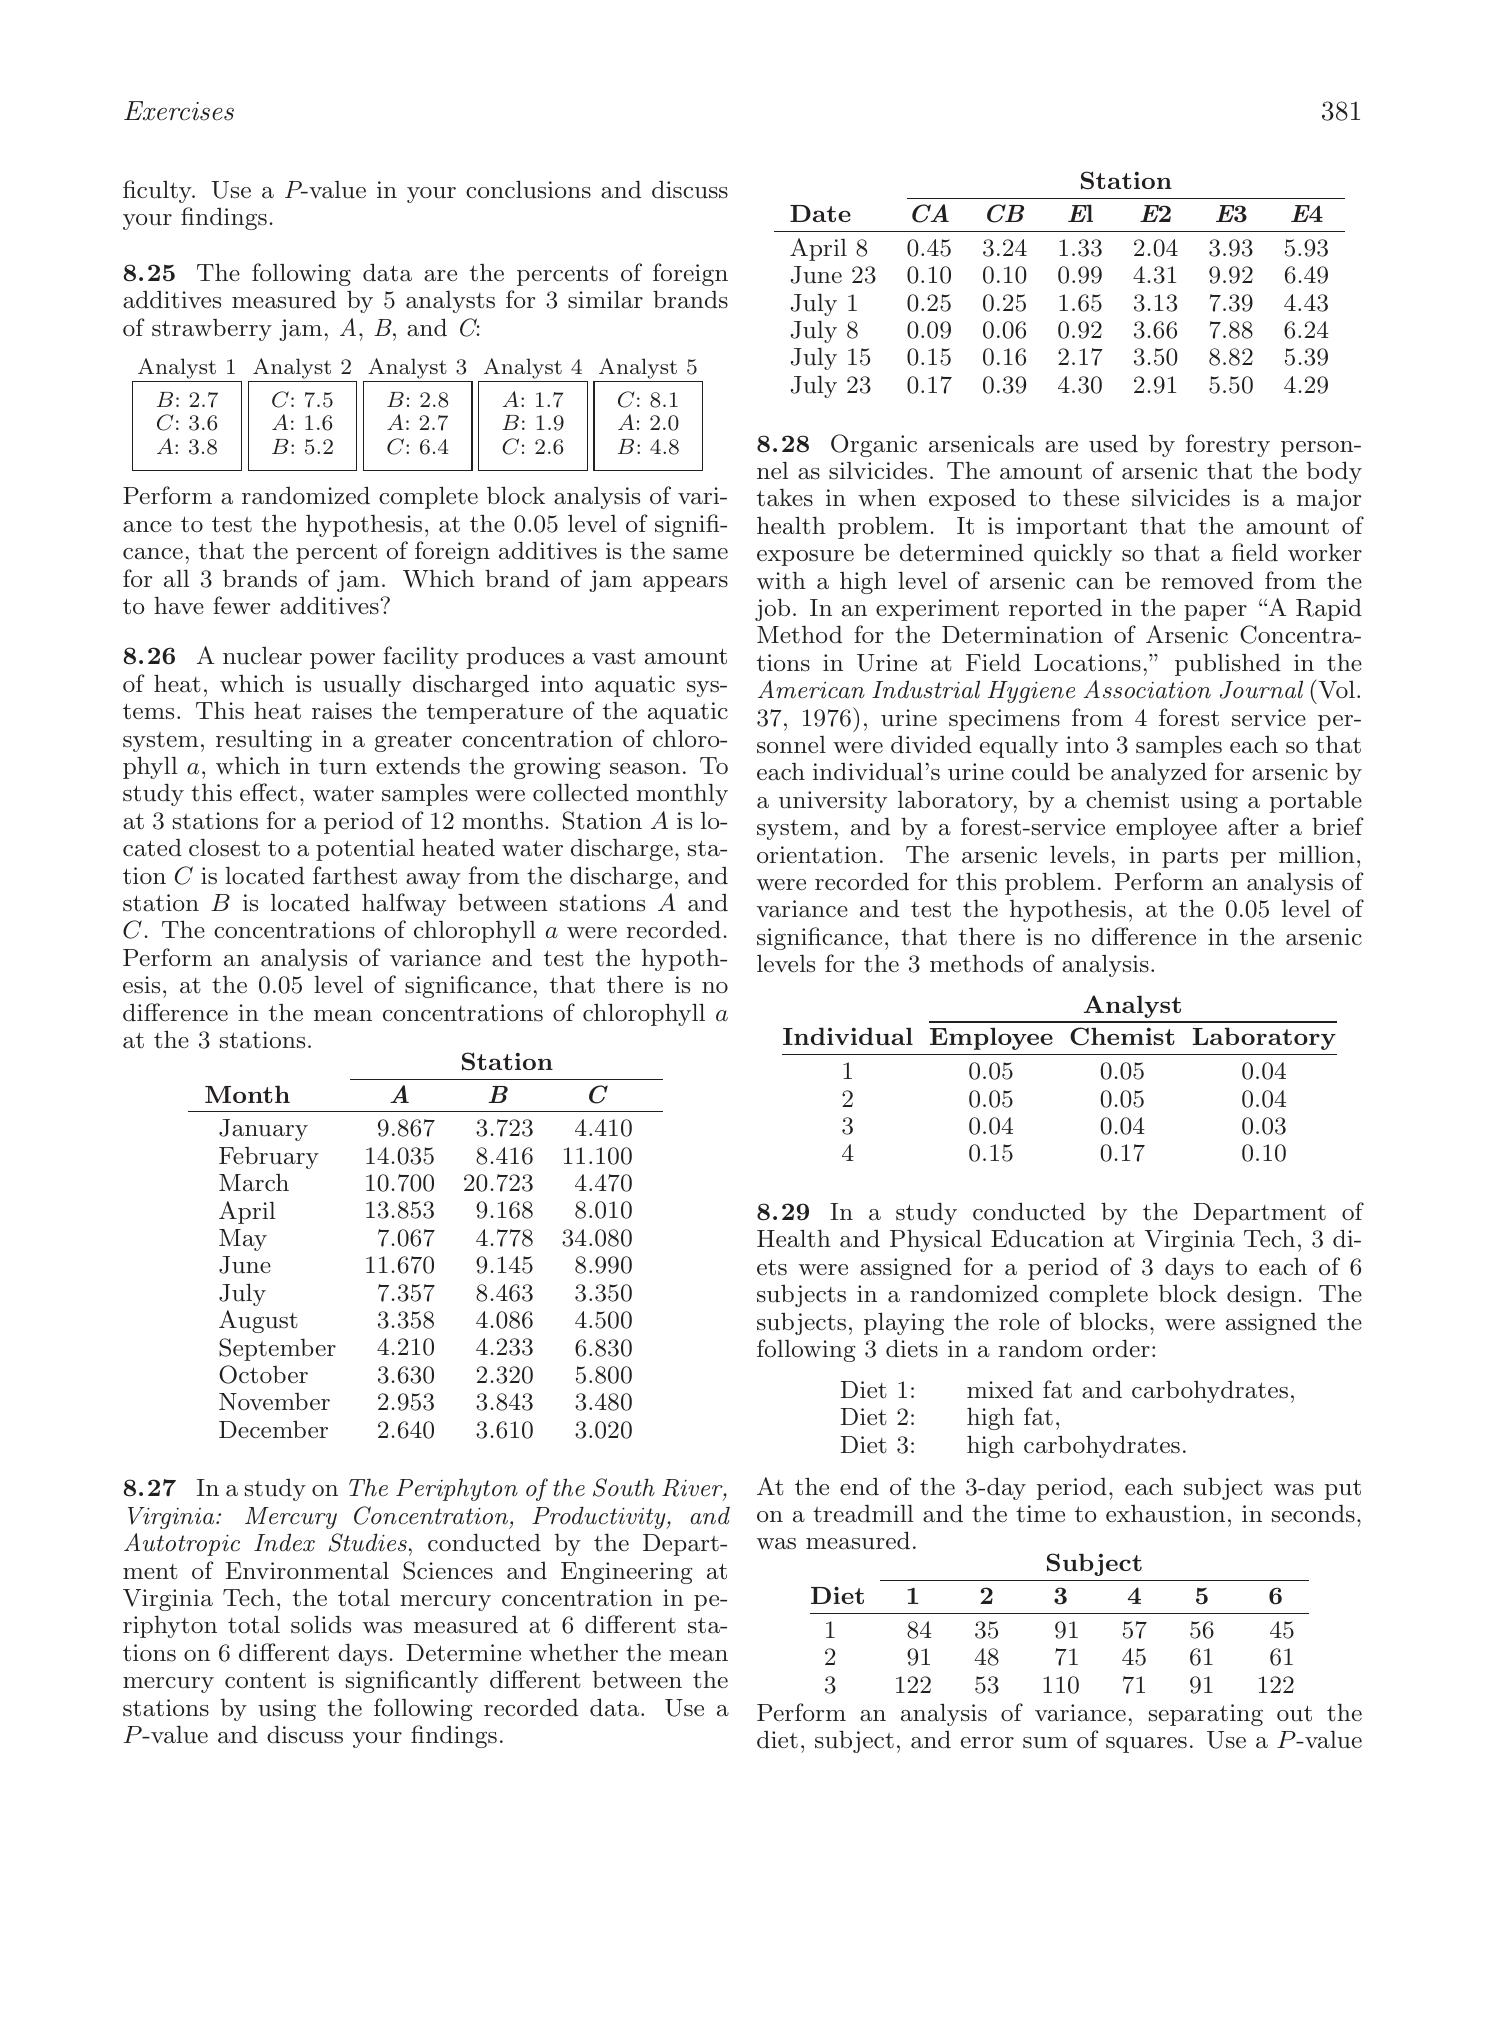 Exercises 381
ficulty. Use a P-value in your conclusions and discuss
your findings.
8.25 The following data are the percents of foreign
additives measured by 5 analysts for 3 similar brands
of strawberry jam, A, B, and C:
Analyst 1 Analyst 2 Analyst 3 Analyst 4 Analyst 5
B: 2.7 C: 7.5 B: 2.8 A: 1.7 C: 8.1
C: 3.6 A: 1.6 A: 2.7 B: 1.9 A: 2.0
A: 3.8 B: 5.2 C: 6.4 C: 2.6 B: 4.8
Perform a randomized complete block analysis of vari-
ance to test the hypothesis, at the 0.05 level of signifi-
cance, that the percent of foreign additives is the same
for all 3 brands of jam. Which brand of jam appears
to have fewer additives?
8.26 A nuclear power facility produces a vast amount
of heat, which is usually discharged into aquatic sys-
tems. This heat raises the temperature of the aquatic
system, resulting in a greater concentration of chloro-
phyll a, which in turn extends the growing season. To
study this effect, water samples were collected monthly
at 3 stations for a period of 12 months. Station A is lo-
cated closest to a potential heated water discharge, sta-
tion C is located farthest away from the discharge, and
station B is located halfway between stations A and
C. The concentrations of chlorophyll a were recorded.
Perform an analysis of variance and test the hypoth-
esis, at the 0.05 level of significance, that there is no
difference in the mean concentrations of chlorophyll a
at the 3 stations.
Station
Month A B C
January 9.867 3.723 4.410
February 14.035 8.416 11.100
March 10.700 20.723 4.470
April 13.853 9.168 8.010
May 7.067 4.778 34.080
June 11.670 9.145 8.990
July 7.357 8.463 3.350
August 3.358 4.086 4.500
September 4.210 4.233 6.830
October 3.630 2.320 5.800
November 2.953 3.843 3.480
December 2.640 3.610 3.020
8.27 In a study on The Periphyton of the South River,
Virginia: Mercury Concentration, Productivity, and
Autotropic Index Studies, conducted by the Depart-
ment of Environmental Sciences and Engineering at
Virginia Tech, the total mercury concentration in pe-
riphyton total solids was measured at 6 different sta-
tions on 6 different days. Determine whether the mean
mercury content is significantly different between the
stations by using the following recorded data. Use a
P-value and discuss your findings.
Station
Date CA CB El E2 E3 E4
April 8 0.45 3.24 1.33 2.04 3.93 5.93
June 23 0.10 0.10 0.99 4.31 9.92 6.49
July 1 0.25 0.25 1.65 3.13 7.39 4.43
July 8 0.09 0.06 0.92 3.66 7.88 6.24
July 15 0.15 0.16 2.17 3.50 8.82 5.39
July 23 0.17 0.39 4.30 2.91 5.50 4.29
8.28 Organic arsenicals are used by forestry person-
nel as silvicides. The amount of arsenic that the body
takes in when exposed to these silvicides is a major
health problem. It is important that the amount of
exposure be determined quickly so that a field worker
with a high level of arsenic can be removed from the
job. In an experiment reported in the paper “A Rapid
Method for the Determination of Arsenic Concentra-
tions in Urine at Field Locations,” published in the
American Industrial Hygiene Association Journal (Vol.
37, 1976), urine specimens from 4 forest service per-
sonnel were divided equally into 3 samples each so that
each individual’s urine could be analyzed for arsenic by
a university laboratory, by a chemist using a portable
system, and by a forest-service employee after a brief
orientation. The arsenic levels, in parts per million,
were recorded for this problem. Perform an analysis of
variance and test the hypothesis, at the 0.05 level of
significance, that there is no difference in the arsenic
levels for the 3 methods of analysis.
Analyst
Individual Employee Chemist Laboratory
1 0.05 0.05 0.04
2 0.05 0.05 0.04
3 0.04 0.04 0.03
4 0.15 0.17 0.10
8.29 In a study conducted by the Department of
Health and Physical Education at Virginia Tech, 3 di-
ets were assigned for a period of 3 days to each of 6
subjects in a randomized complete block design. The
subjects, playing the role of blocks, were assigned the
following 3 diets in a random order:
Diet 1: mixed fat and carbohydrates,
Diet 2: high fat,
Diet 3: high carbohydrates.
At the end of the 3-day period, each subject was put
on a treadmill and the time to exhaustion, in seconds,
was measured.
Subject
Diet 1 2 3 4 5 6
1 84 35 91 57 56 45
2 91 48 71 45 61 61
3 122 53 110 71 91 122
Perform an analysis of variance, separating out the
diet, subject, and error sum of squares. Use a P-value